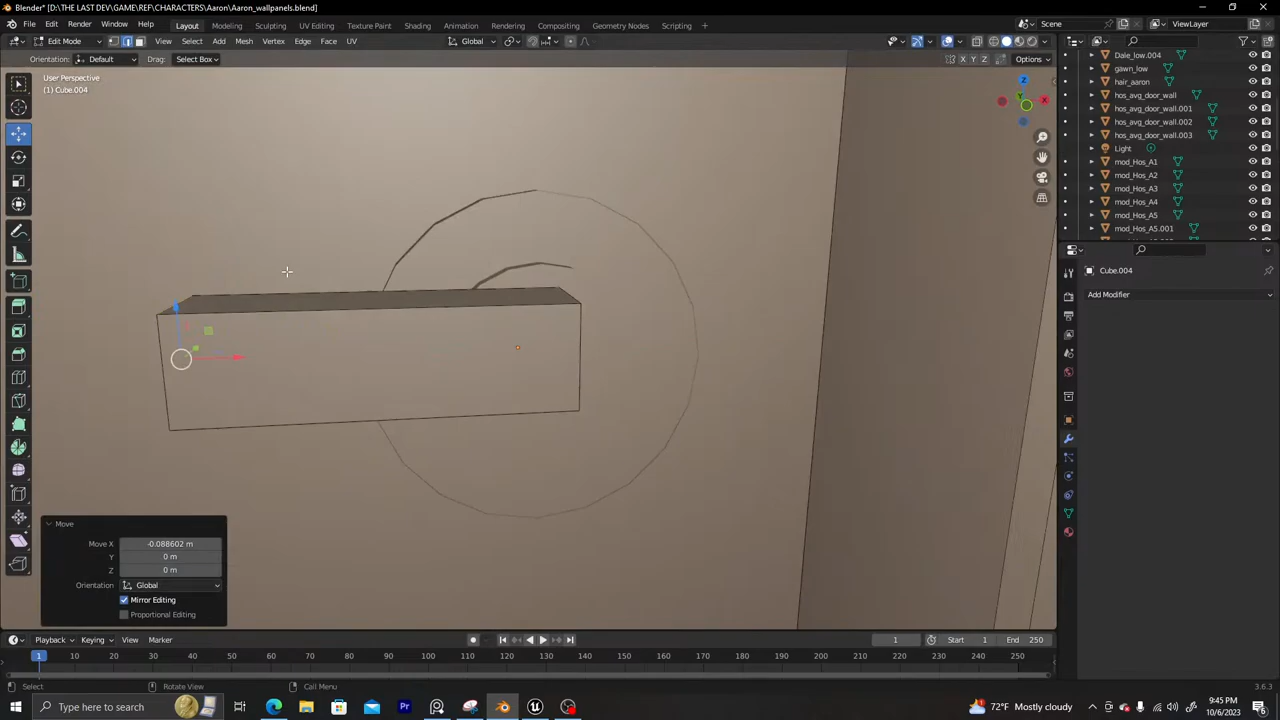 Blender* [D:\THE LAST DEV\GAME\REF\CHARACTERS\Aaron\Aaron_wallpanels.blend]
File Edit Render Window Help Layout Modeling Sculpting UV Editing Texture Paint Shading Animation Rendering Compositing Geometry Nodes Scripting + Scene ViewLayer
Edit Mode View Select Add Mesh Vertex Edge Face UV Global
Orientation: Default Drag: Select Box X Y Z Options
User Perspective
(1) Cube.004
Z
X
Y
Dale_low.004
gawn_low
hair_aaron
hos_avg_door_wall
hos_avg_door_wall.001
hos_avg_door_wall.002
hos_avg_door_wall.003
Light
mod_Hos_A1
mod_Hos_A2
mod_Hos_A3
mod_Hos_A4
mod_Hos_A5
mod_Hos_A5.001
Cube.004
Add Modifier
Move
Move X -0.088602 m
Y 0 m
Z 0 m
Orientation Global
Mirror Editing
Proportional Editing
Playback Keying View Marker 1 Start 1 End 250
1 10 20 30 40 50 60 70 80 90 100 110 120 130 140 150 160 170 180 190 200 210 220 230 240 250
Select Rotate View Call Menu 3.6.3
Type here to search Pr 72°F Mostly cloudy 9:45 PM
10/6/2023